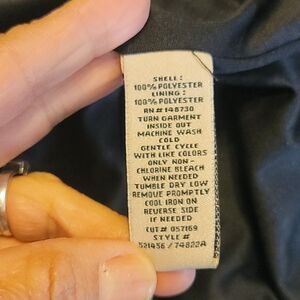 SHELL:
100% POLYESTER
LINING:
100% POLYESTER
RN# 148730
TURN GARMENT
INSIDE OUT
MACHINE WASH
COLD
GENTLE CYCLE
WITH LIKE COLORS
ONLY NON-
CHLORINE BLEACH
WHEN NEEDED
TUMBLE DRY LOW
REMOVE PROMPTLY
COOL IRON ON
REVERSE SIDE
IF NEEDED
CUT# 057169
STYLE #
521456 / 74822A